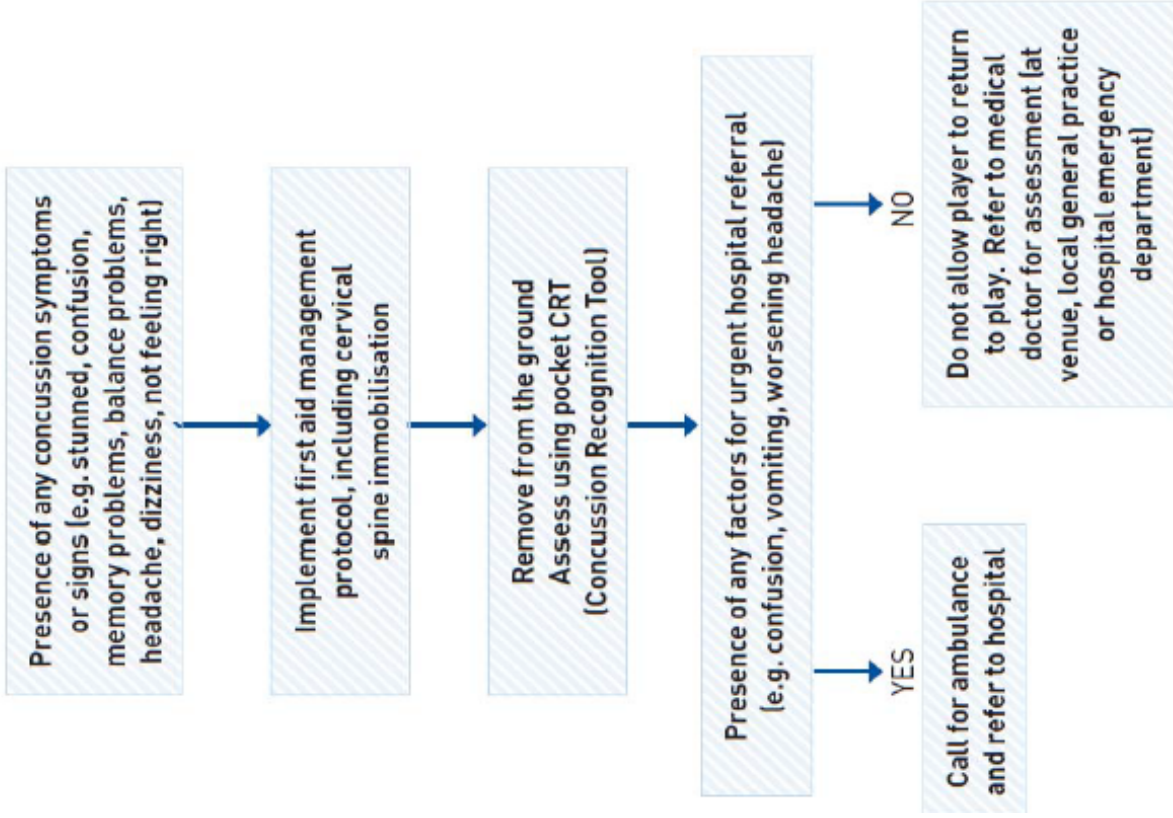 Presence of any concussion symptoms
or signs (e.g. stunned, confusion,
memory problems, balance problems,
headache, dizziness, not feeling right)
Implement first aid management
protocol, including cervical
spine immobilisation
Remove from the ground
Assess using pocket CRT
(Concussion Recognition Tool)
Presence of any factors for urgent hospital referral
(e.g. confusion, vomiting, worsening headache)
YES
NO
Call for ambulance
and refer to hospital
Do not allow player to return
to play. Refer to medical
doctor for assessment (at
venue, local general practice
or hospital emergency
department)